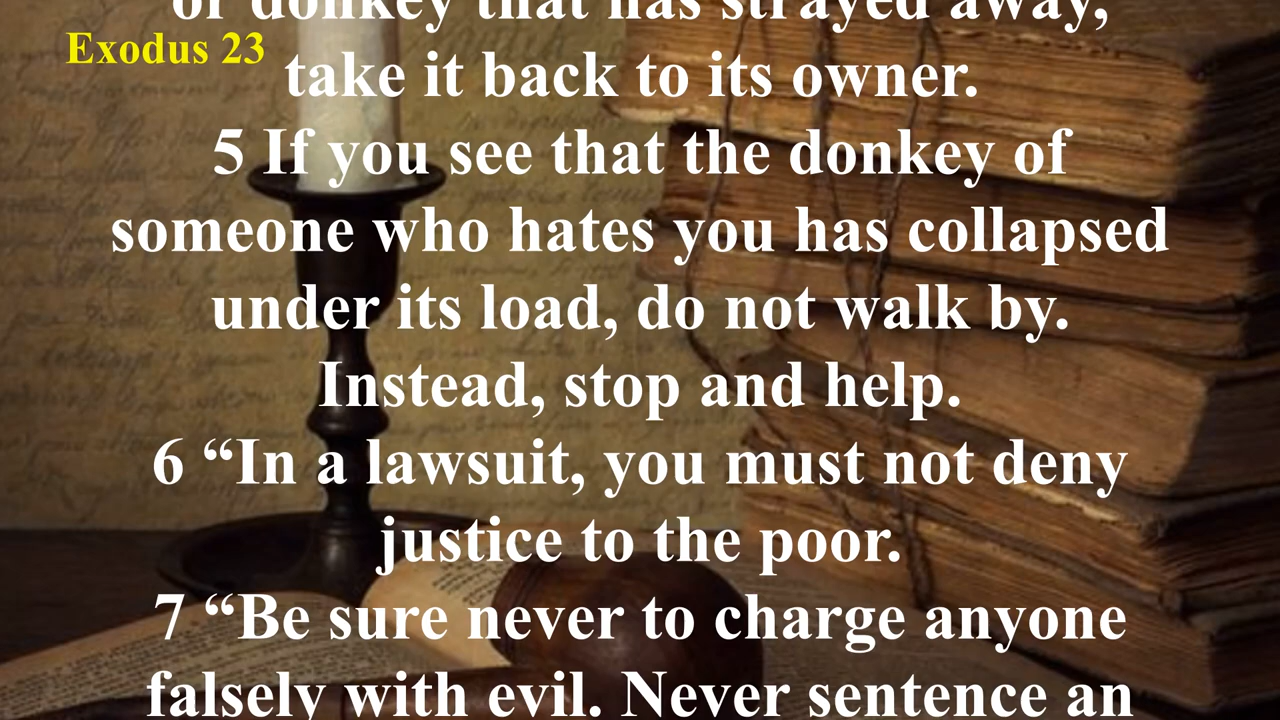 or donkey that has strayed away,
Exodus 23
take it back to its owner.
5 If you see that the donkey of
someone who hates you has collapsed
under its load, do not walk by.
Instead, stop and help.
6 “In a lawsuit, you must not deny
justice to the poor.
7 “Be sure never to charge anyone
falsely with evil. Never sentence an